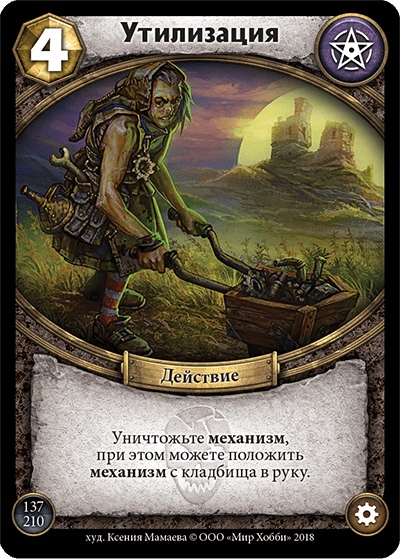 4
Утилизация
Действие
Уничтожьте механизм,
при этом можете положить
механизм с кладбища в руку.
137
210
худ. Ксения Мамаева © ООО «Мир Хобби» 2018